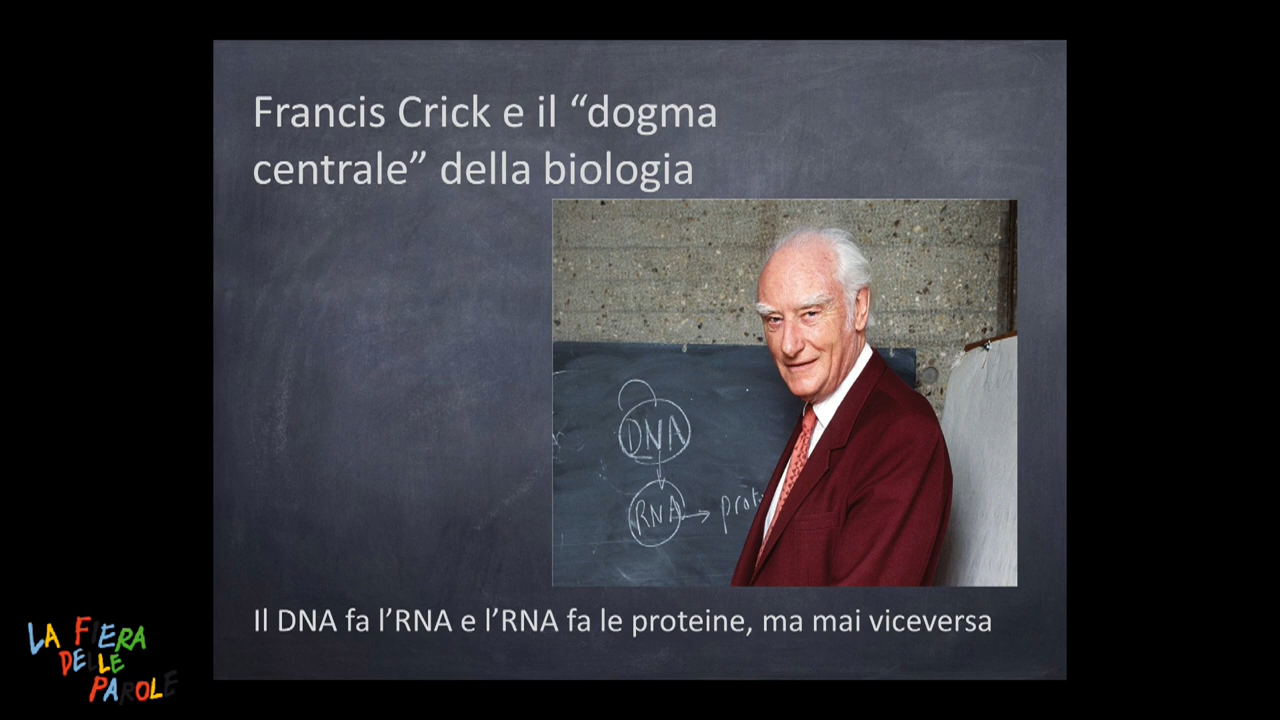 Francis Crick e il “dogma
centrale” della biologia
DNA
RNA → prot
Il DNA fa l’RNA e l’RNA fa le proteine, ma mai viceversa
LA FIERA
DELLE
PAROLE